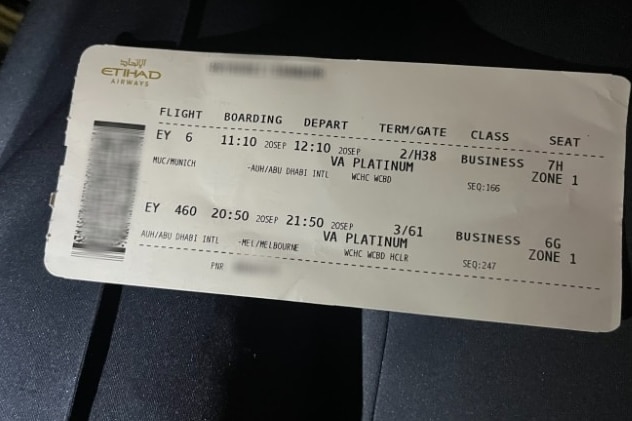 الإتحاد
ETIHAD
AIRWAYS
FLIGHT BOARDING DEPART TERM/GATE CLASS SEAT
EY 6 11:10 20SEP 12:10 20SEP 2/H38 BUSINESS 7H
MUC/MUNICH -AUH/ABU DHABI INTL VA PLATINUM ZONE 1
WCHC WCBD SEQ:166
EY 460 20:50 20SEP 21:50 20SEP 3/61 BUSINESS 6G
AUH/ABU DHABI INTL -MEL/MELBOURNE VA PLATINUM ZONE 1
WCHC WCBD HCLR SEQ:247
PNR